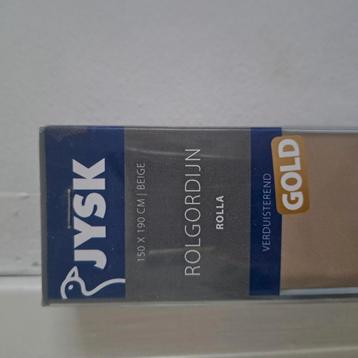 JYSK
150 X 190 CM | BEIGE
ROLGORDIJN
ROLLA
VERDUISTEREND
GOLD